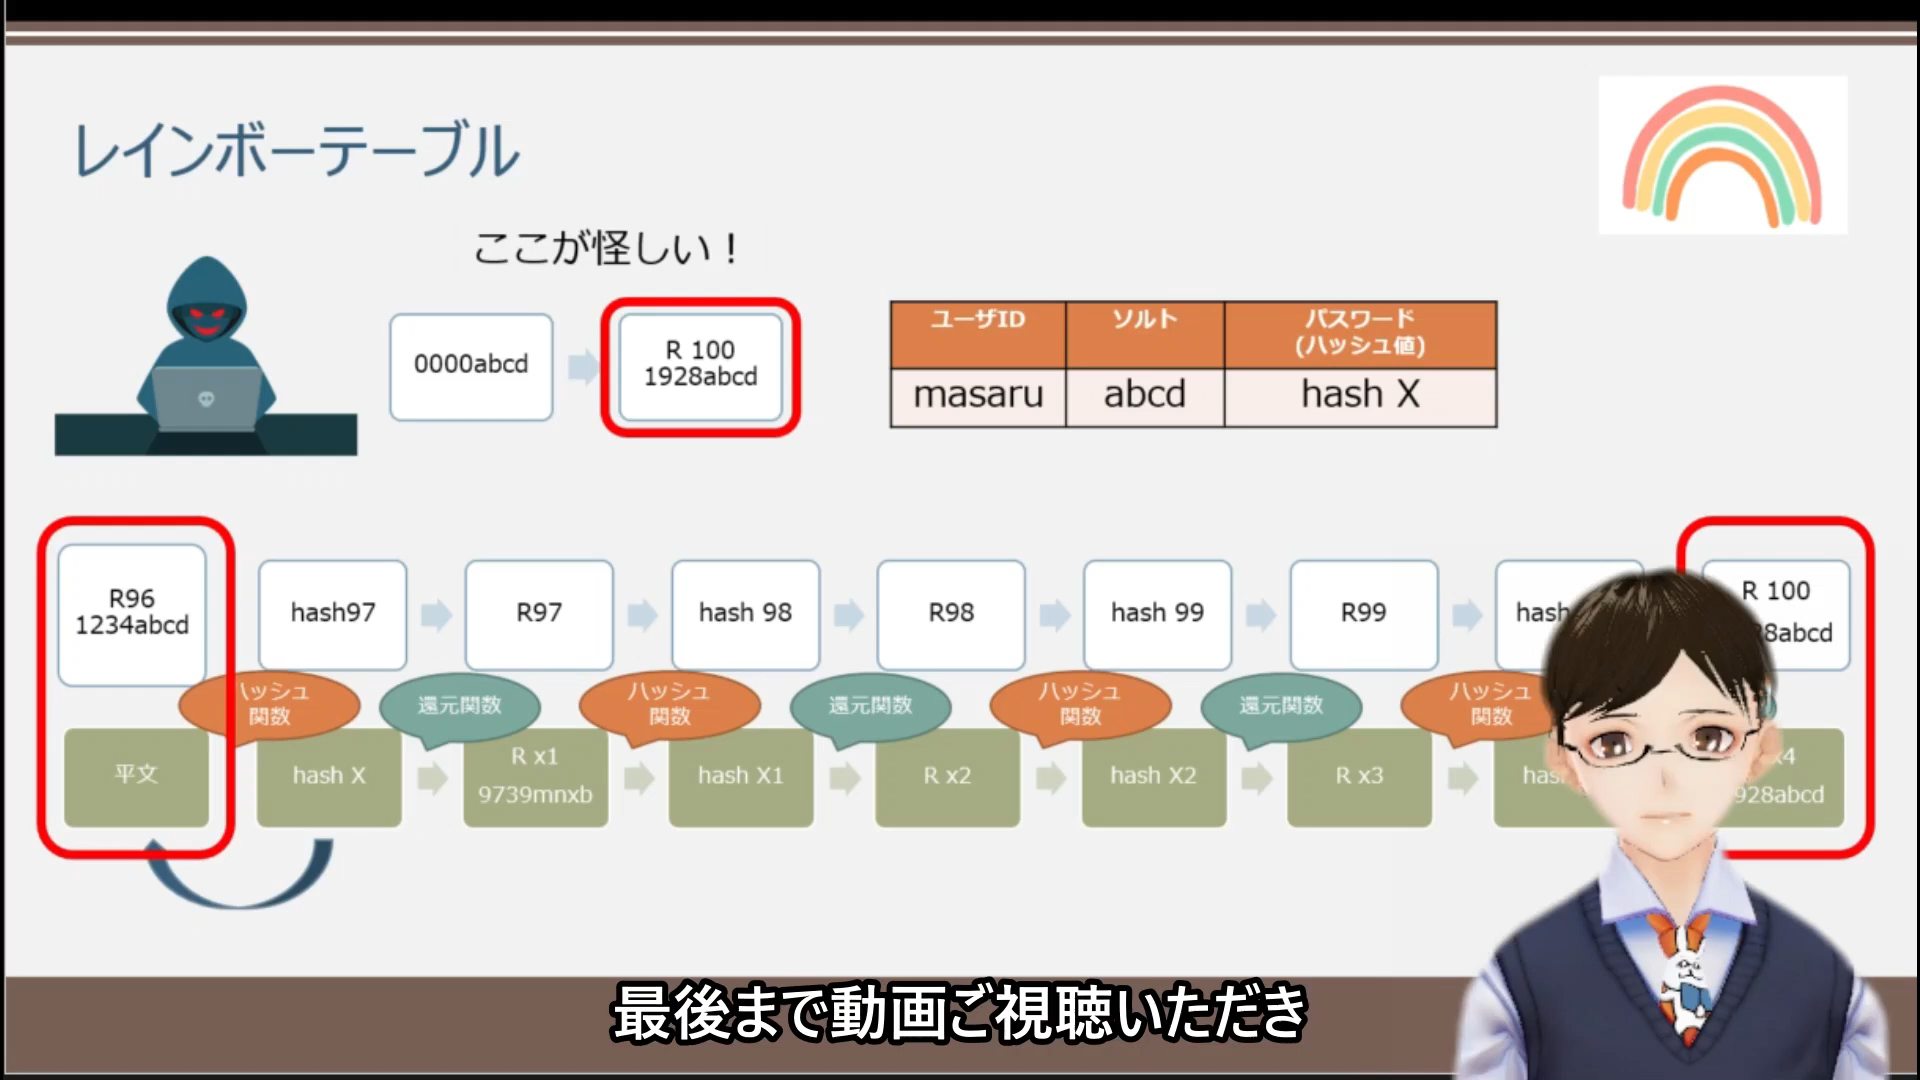 レインボーテーブル
ここが怪しい！
0000abcd
R 100
1928abcd
ユーザID
ソルト
パスワード
(ハッシュ値)
masaru
abcd
hash X
R96
1234abcd
hash97
R97
hash 98
R98
hash 99
R99
hash
R 100
8abcd
ハッシュ
関数
還元関数
ハッシュ
関数
還元関数
ハッシュ
関数
還元関数
ハッシュ
関数
平文
hash X
R x1
9739mnxb
hash X1
R x2
hash X2
R x3
has
x4
928abcd
最後まで動画ご視聴いただき